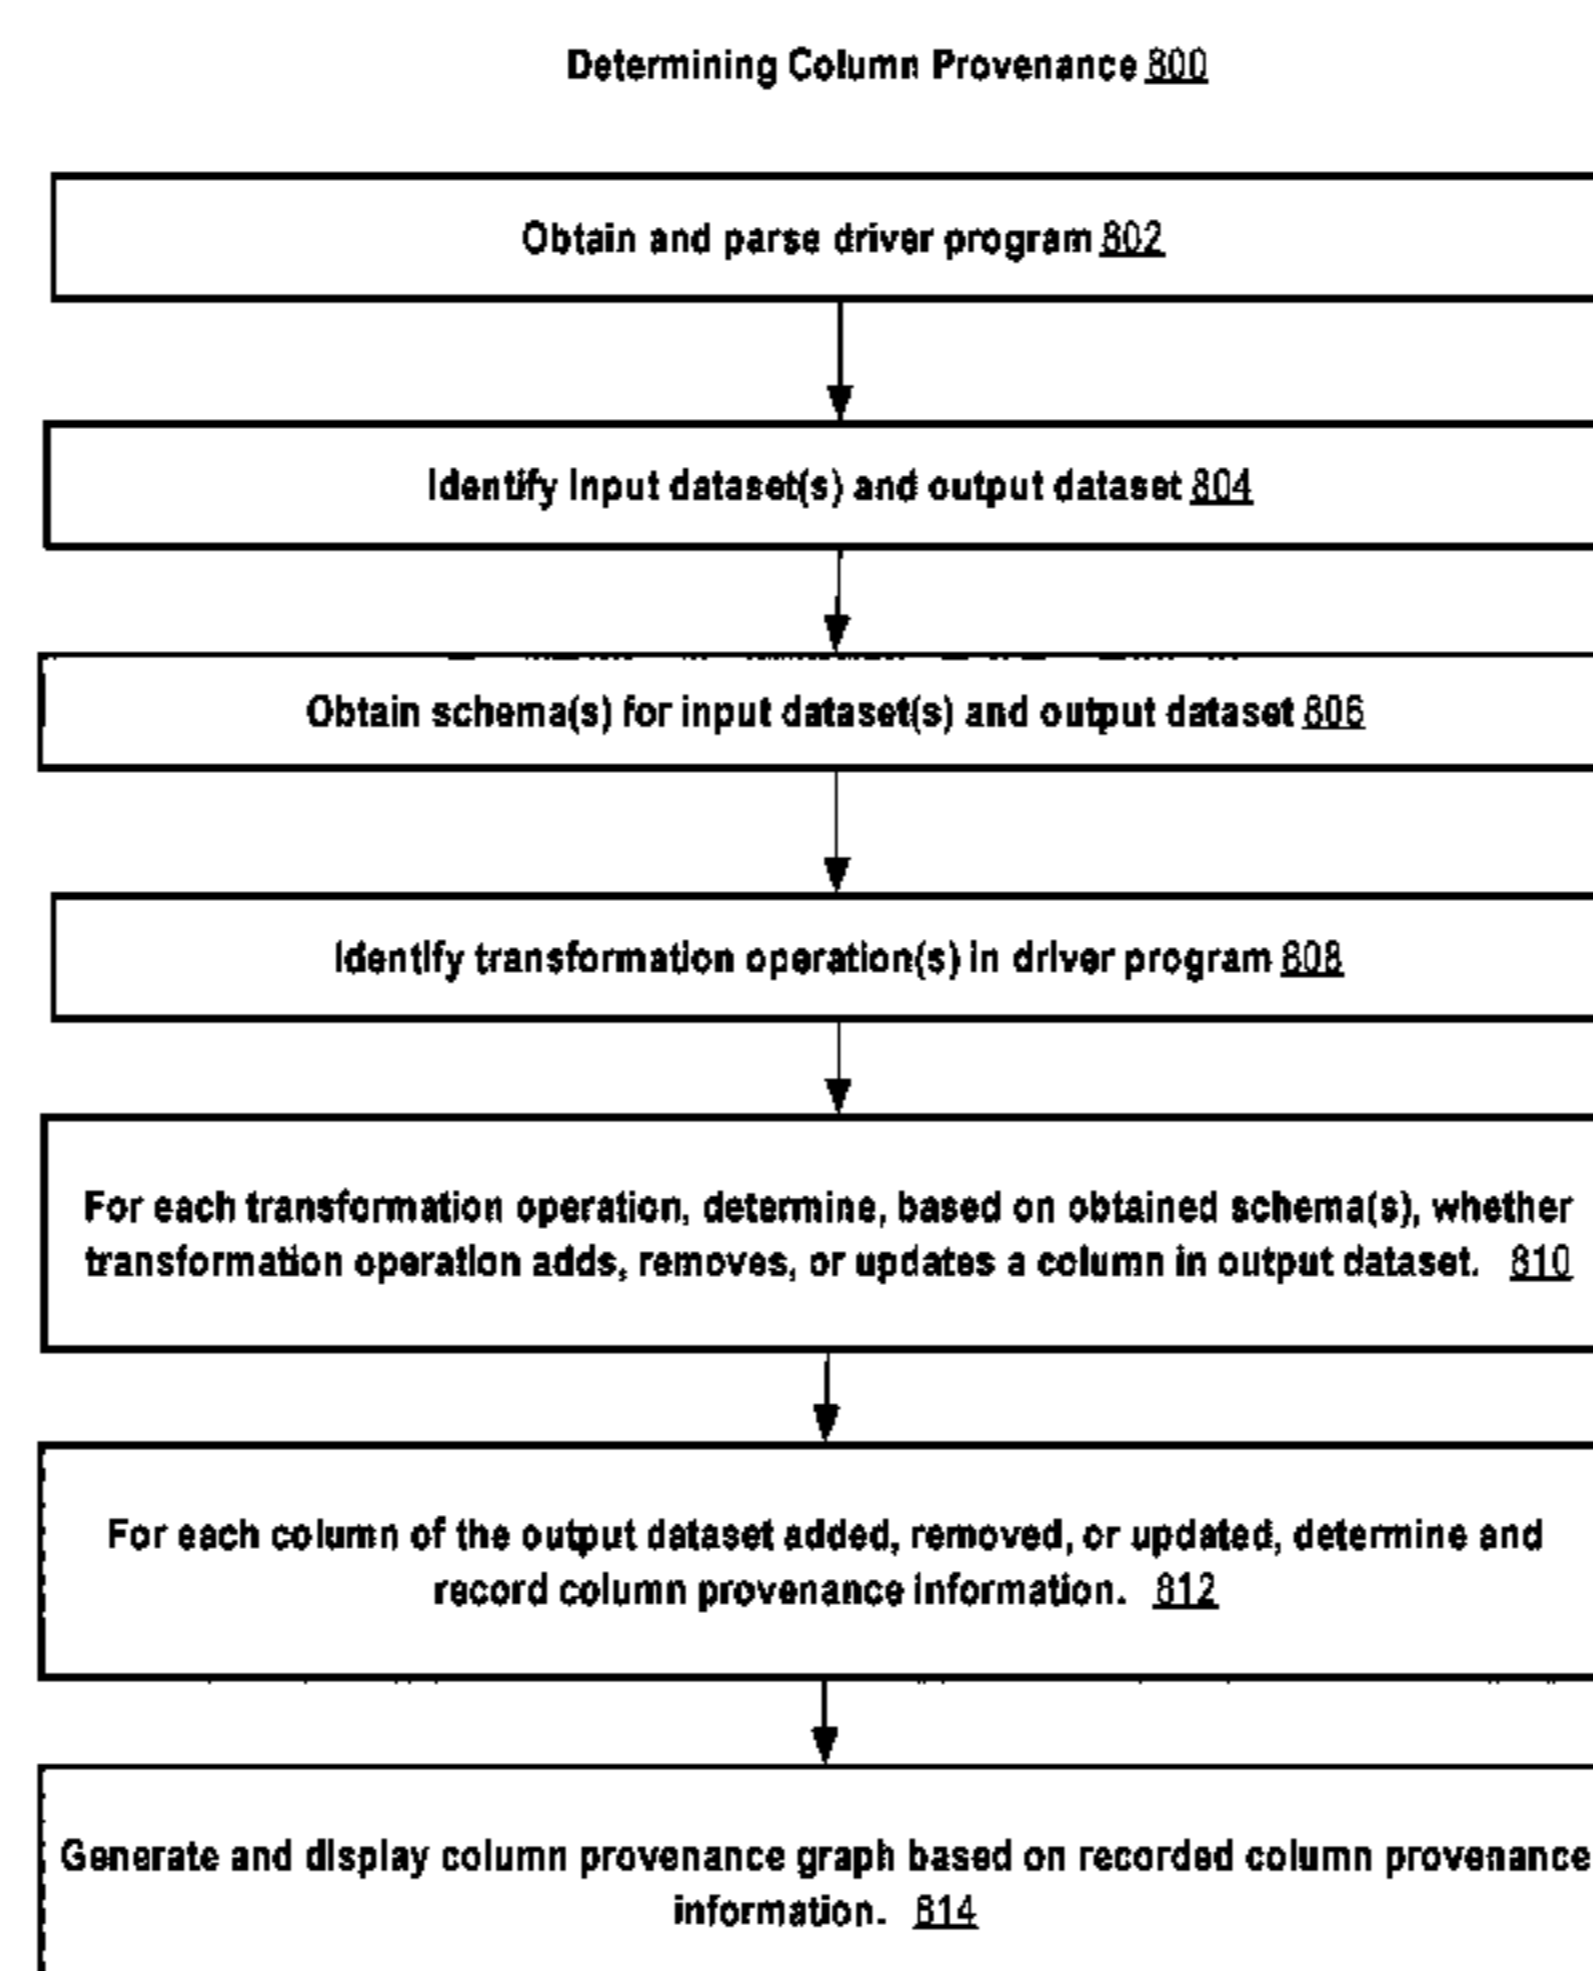 Determining Column Provenance 800
Obtain and parse driver program 802
Identify input dataset(s) and output dataset 804
Obtain schema(s) for input dataset(s) and output dataset 806
Identify transformation operation(s) in driver program 808
For each transformation operation, determine, based on obtained schema(s), whether
transformation operation adds, removes, or updates a column in output dataset. 810
For each column of the output dataset added, removed, or updated, determine and
record column provenance information. 812
Generate and display column provenance graph based on recorded column provenance
information. 814